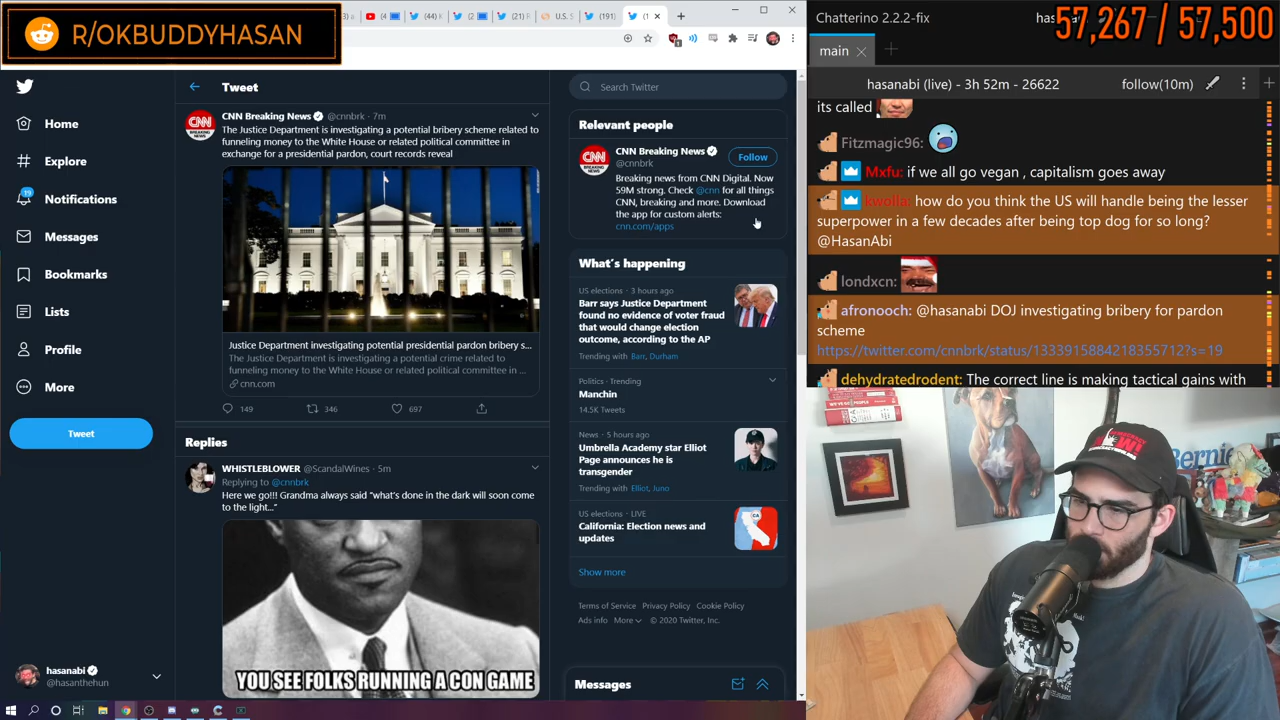 R/OKBUDDYHASAN
(44)
(2
(21)
U.S. S
(191)
(1
Tweet
Search Twitter
Home
Explore
Notifications
19
Messages
Bookmarks
Lists
Profile
More
Tweet
hasanabi
@hasanthehun
CNN Breaking News @cnnbrk · 7m
The Justice Department is investigating a potential bribery scheme related to
funneling money to the White House or related political committee in
exchange for a presidential pardon, court records reveal
Justice Department investigating potential presidential pardon bribery s...
The Justice Department is investigating a potential crime related to
funneling money to the White House or related political committee in ...
cnn.com
149
346
697
Replies
WHISTLEBLOWER @ScandalWines · 5m
Replying to @cnnbrk
Here we go!!! Grandma always said "what's done in the dark will soon come
to the light..."
YOU SEE FOLKS RUNNING A CON GAME
Relevant people
CNN Breaking News
@cnnbrk
Follow
Breaking news from CNN Digital. Now
59M strong. Check @cnn for all things
CNN, breaking and more. Download
the app for custom alerts:
cnn.com/apps
What's happening
US elections · 3 hours ago
Barr says Justice Department
found no evidence of voter fraud
that would change election
outcome, according to the AP
Trending with Barr, Durham
Politics · Trending
Manchin
14.5K Tweets
News · 5 hours ago
Umbrella Academy star Elliot
Page announces he is
transgender
Trending with Elliot, Juno
US elections · LIVE
California: Election news and
updates
Show more
Terms of Service Privacy Policy Cookie Policy
Ads info More © 2020 Twitter, Inc.
Messages
Chatterino 2.2.2-fix
57,267 / 57,500
main
hasanabi (live) - 3h 52m - 26622
follow(10m)
its called
Fitzmagic96:
Mxfu: if we all go vegan , capitalism goes away
kwolla: how do you think the US will handle being the lesser
superpower in a few decades after being top dog for so long?
@HasanAbi
londxcn:
afronooch: @hasanabi DOJ investigating bribery for pardon
scheme
https://twitter.com/cnnbrk/status/1333915884218355712?s=19
dehydratedrodent: The correct line is making tactical gains with
Bernie